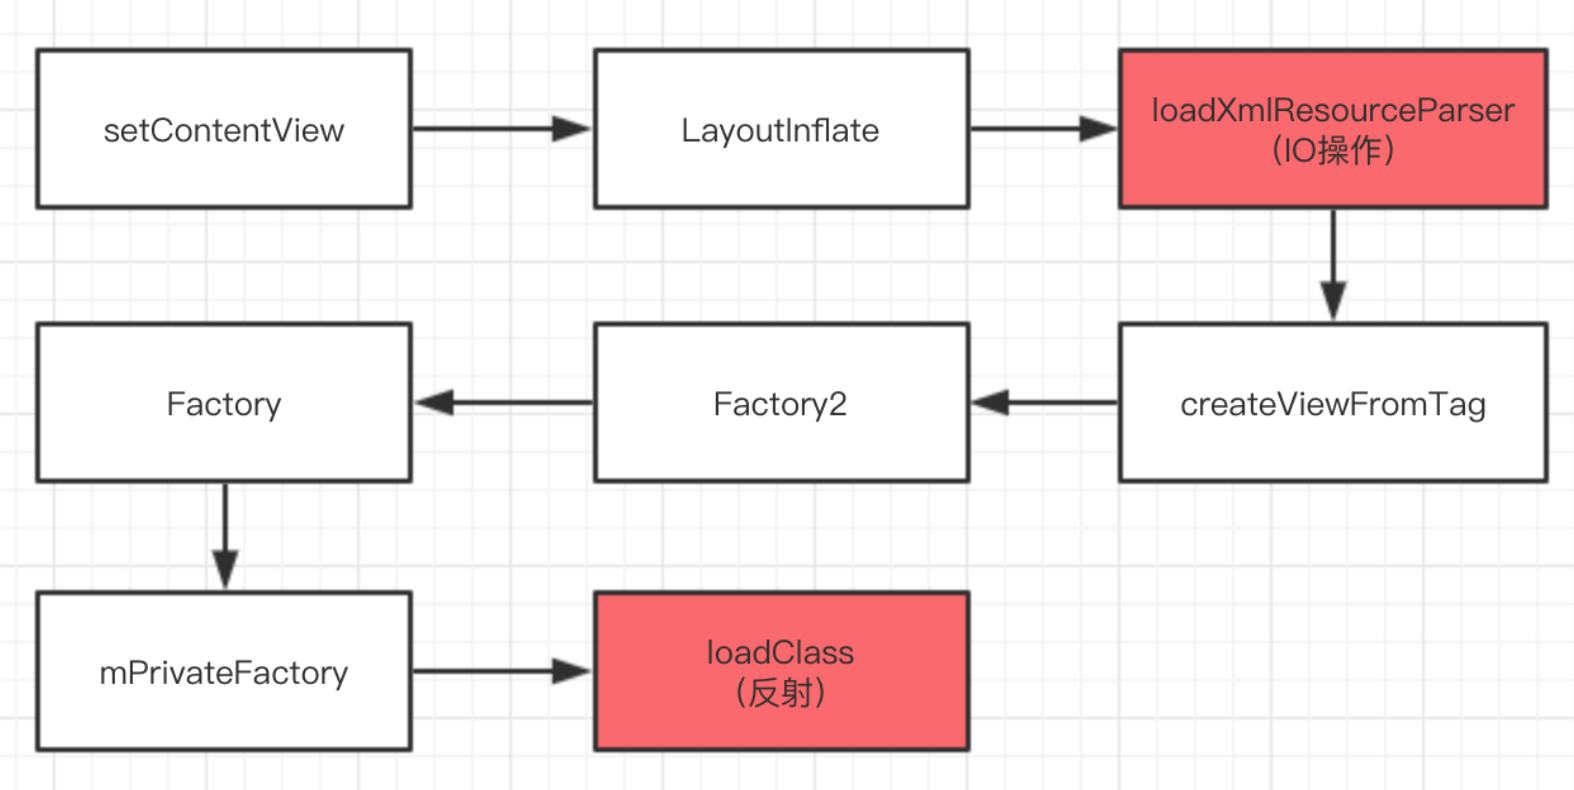 setContentView
LayoutInflate
loadXmlResourceParser
（IO操作）
createViewFromTag
Factory2
Factory
mPrivateFactory
loadClass
（反射）